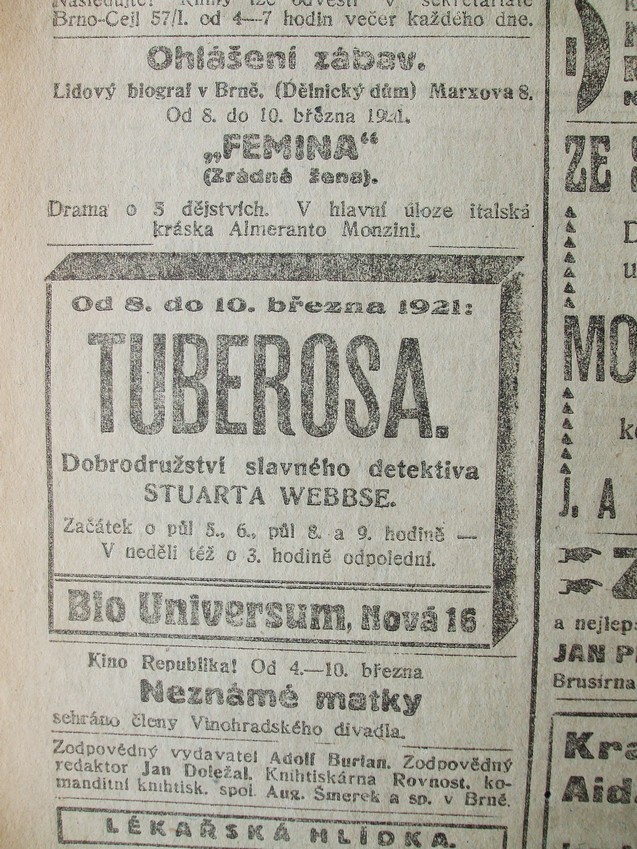 Brno-Cejl 57/I. od 4—7 hodin večer každého dne.
Ohlášení zábav.
Lidový biograf v Brně, (Dělnický dům) Marxova 8.
Od 8. do 10. března 1921.
„FEMINA“
(Zrádná žena).
Drama o 5 dějstvích. V hlavní úloze italská
kráska Almeranto Monzini.
Od 8. do 10. března 1921:
TUBEROSA.
Dobrodružství slavného detektiva
STUARTA WEBBSE.
Začátek o půl 5., 6., půl 8. a 9. hodině —
V neděli též o 3. hodině odpolední.
Bio Universum, Nová 16
Kino Republika! Od 4.—10. března
Neznámé matky
sehráno členy Vinohradského divadla.
Zodpovědný vydavatel Adolf Burian. Zodpovědný
redaktor Jan Doležal. Knihtiskárna Rovnost, ko-
manditní knihtisk. spol. Aug. Šmerek a sp. v Brně.
LÉKAŘSKÁ HLÍDKA.
ZE
MO
J. A
a nejlep
JAN P
Brusírna
Kra
Aid